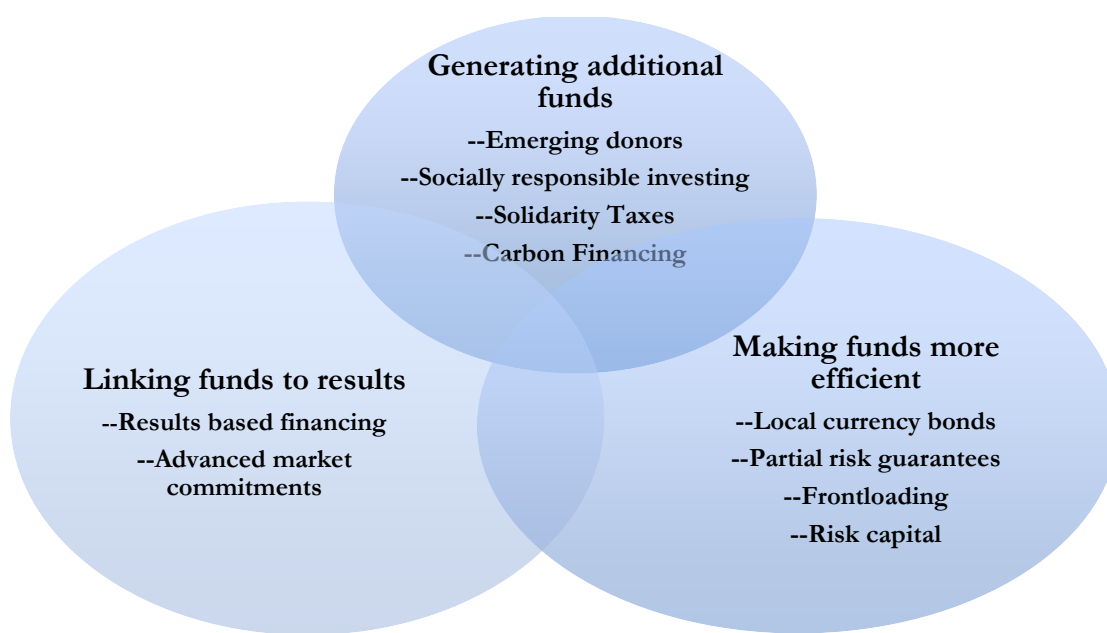 Generating additional
funds
--Emerging donors
--Socially responsible investing
--Solidarity Taxes
--Carbon Financing
Linking funds to results
--Results based financing
--Advanced market
commitments
Making funds more
efficient
--Local currency bonds
--Partial risk guarantees
--Frontloading
--Risk capital